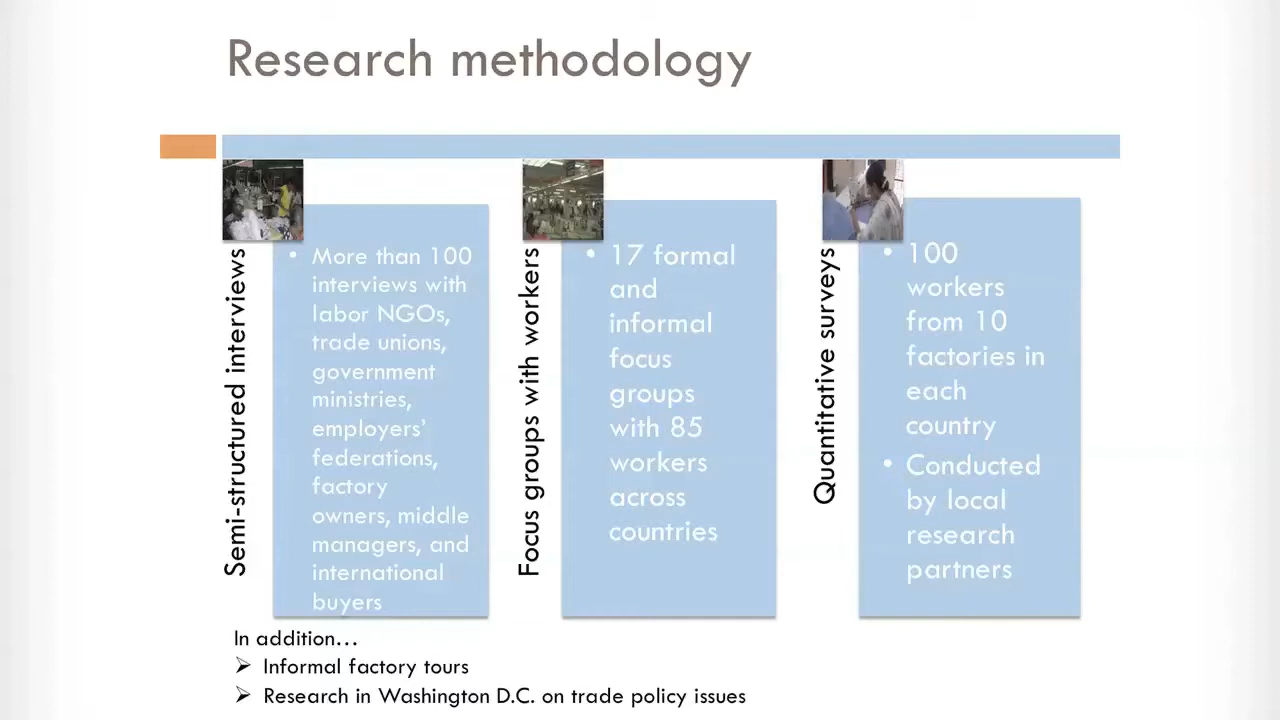 Research methodology
Semi-structured interviews
• More than 100
interviews with
labor NGOs,
trade unions,
government
ministries,
employers’
federations,
factory
owners, middle
managers, and
international
buyers
Focus groups with workers
• 17 formal
and
informal
focus
groups
with 85
workers
across
countries
Quantitative surveys
• 100
workers
from 10
factories in
each
country
• Conducted
by local
research
partners
In addition…
➢ Informal factory tours
➢ Research in Washington D.C. on trade policy issues